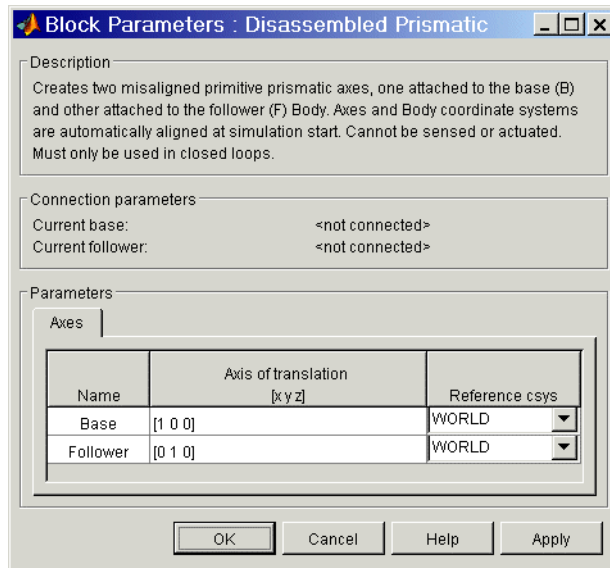 Block Parameters : Disassembled Prismatic
Description
Creates two misaligned primitive prismatic axes, one attached to the base (B)
and other attached to the follower (F) Body. Axes and Body coordinate systems
are automatically aligned at simulation start. Cannot be sensed or actuated.
Must only be used in closed loops.
Connection parameters
Current base: <not connected>
Current follower: <not connected>
Parameters
Axes
Name Axis of translation [x y z] Reference csys
Base [1 0 0] WORLD
Follower [0 1 0] WORLD
OK Cancel Help Apply